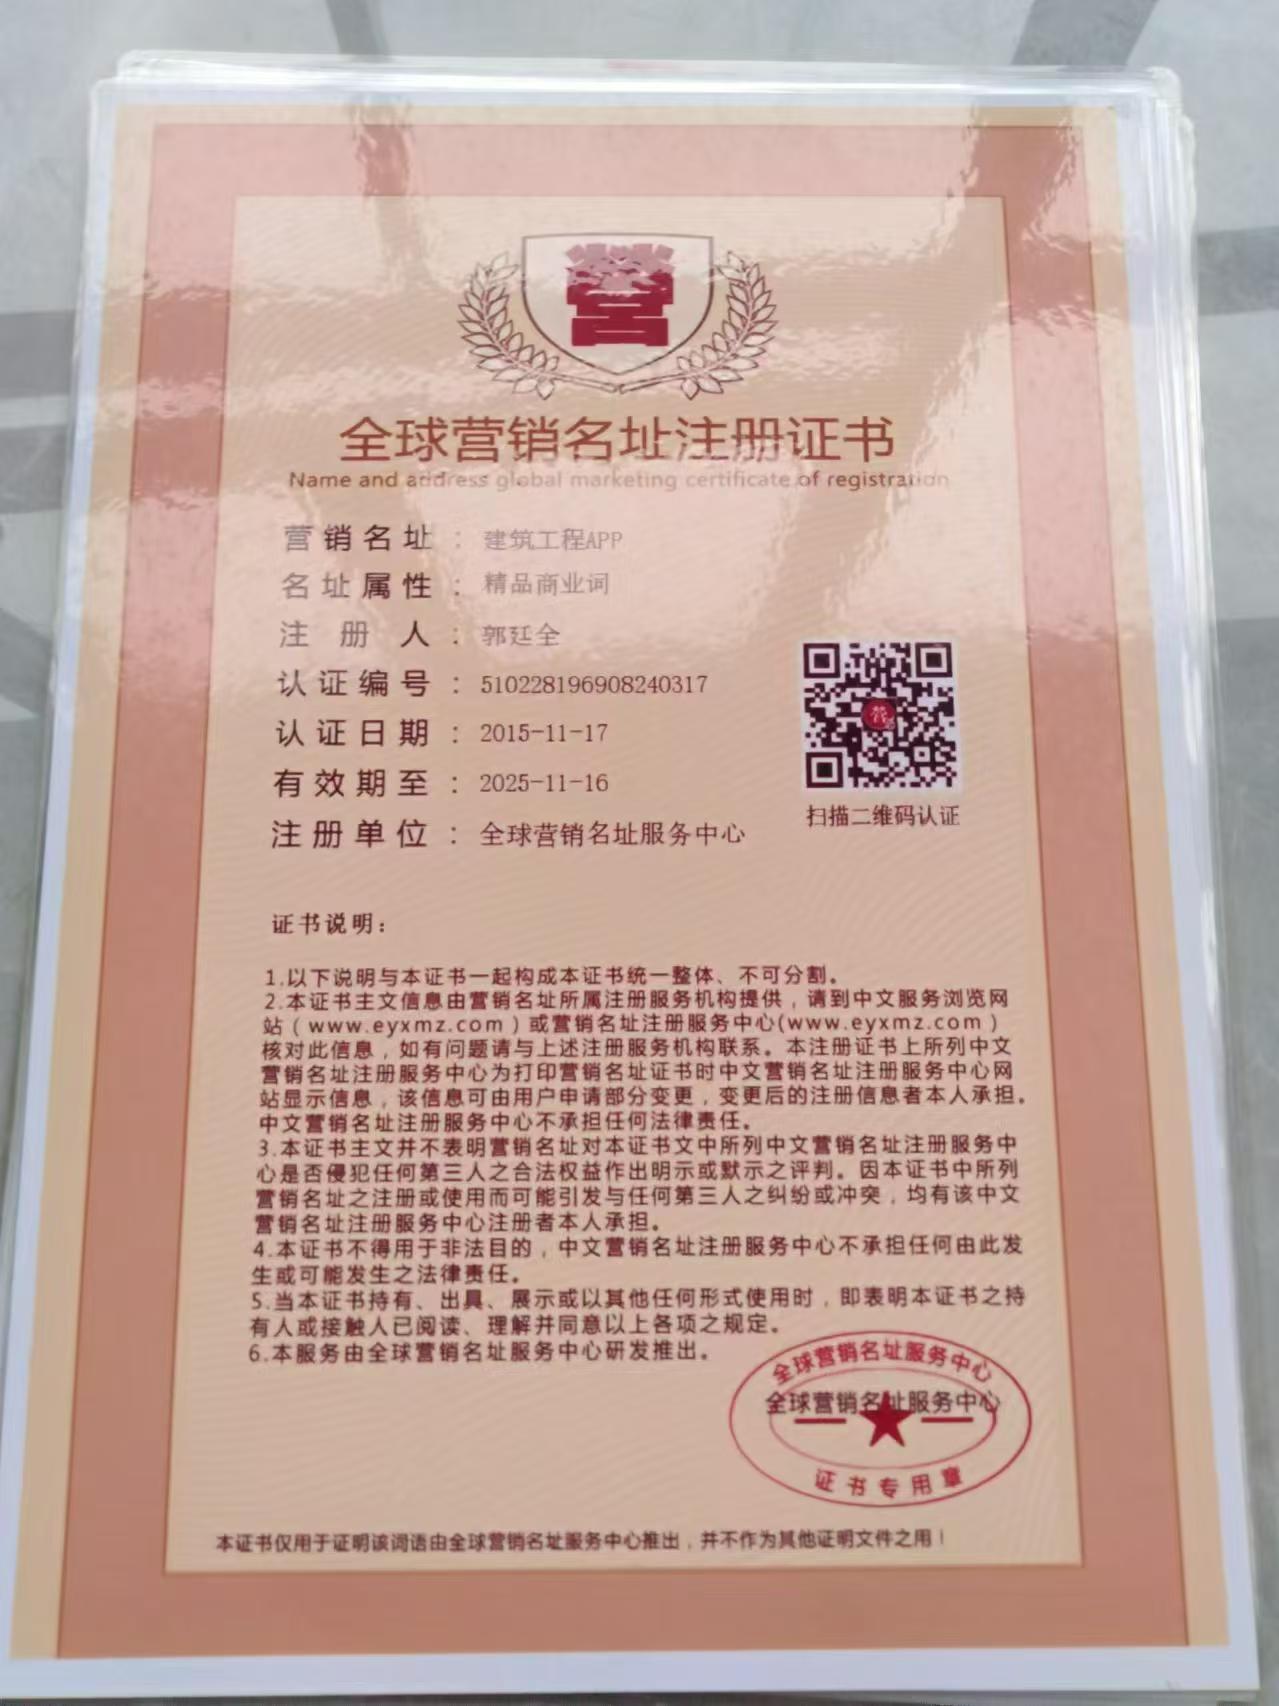 營
全球营销名址注册证书
Name and address global marketing certificate of registration
营销名址：建筑工程APP
名址属性：精品商业词
注册人：郭廷全
认证编号：510228196908240317
认证日期：2015-11-17
有效期至：2025-11-16
注册单位：全球营销名址服务中心
扫描二维码认证
证书说明：
1.以下说明与本证书一起构成本证书统一整体、不可分割。
2.本证书主文信息由营销名址所属注册服务机构提供，请到中文服务浏览网
站（www.eyxmz.com）或营销名址注册服务中心(www.eyxmz.com）
核对此信息，如有问题请与上述注册服务机构联系。本注册证书上所列中文
营销名址注册服务中心为打印营销名址证书时中文营销名址注册服务中心网
站显示信息，该信息可由用户申请部分变更，变更后的注册信息者本人承担。
中文营销名址注册服务中心不承担任何法律责任。
3.本证书主文并不表明营销名址对本证书文中所列中文营销名址注册服务中
心是否侵犯任何第三人之合法权益作出明示或默示之评判。因本证书中所列
营销名址之注册或使用而可能引发与任何第三人之纠纷或冲突，均有该中文
营销名址注册服务中心注册者本人承担。
4.本证书不得用于非法目的，中文营销名址注册服务中心不承担任何由此发
生或可能发生之法律责任。
5.当本证书持有、出具、展示或以其他任何形式使用时，即表明本证书之持
有人或接触人已阅读、理解并同意以上各项之规定。
6.本服务由全球营销名址服务中心研发推出。
全球营销名址服务中心
全球营销名址服务中心
证书专用章
本证书仅用于证明该词语由全球营销名址服务中心推出，并不作为其他证明文件之用！